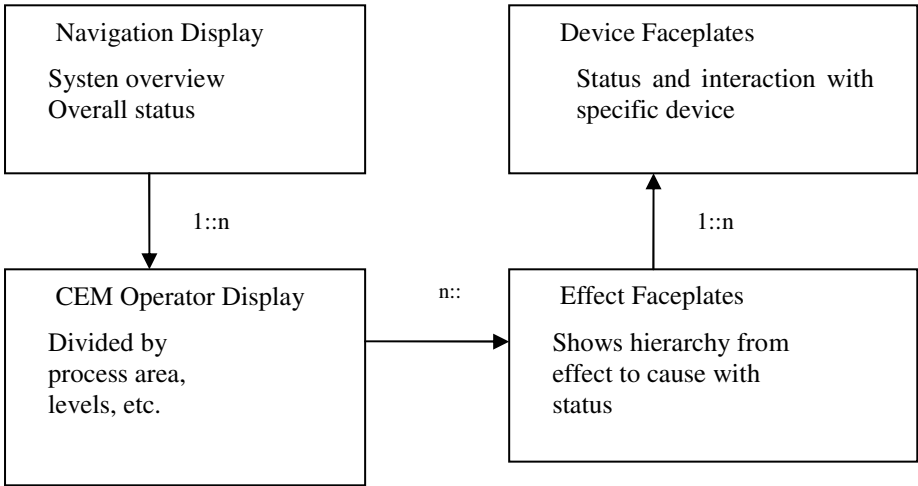 Navigation Display
Systen overview
Overall status
Device Faceplates
Status and interaction with
specific device
1::n
1::n
CEM Operator Display
Divided by
process area,
levels, etc.
n::
Effect Faceplates
Shows hierarchy from
effect to cause with
status